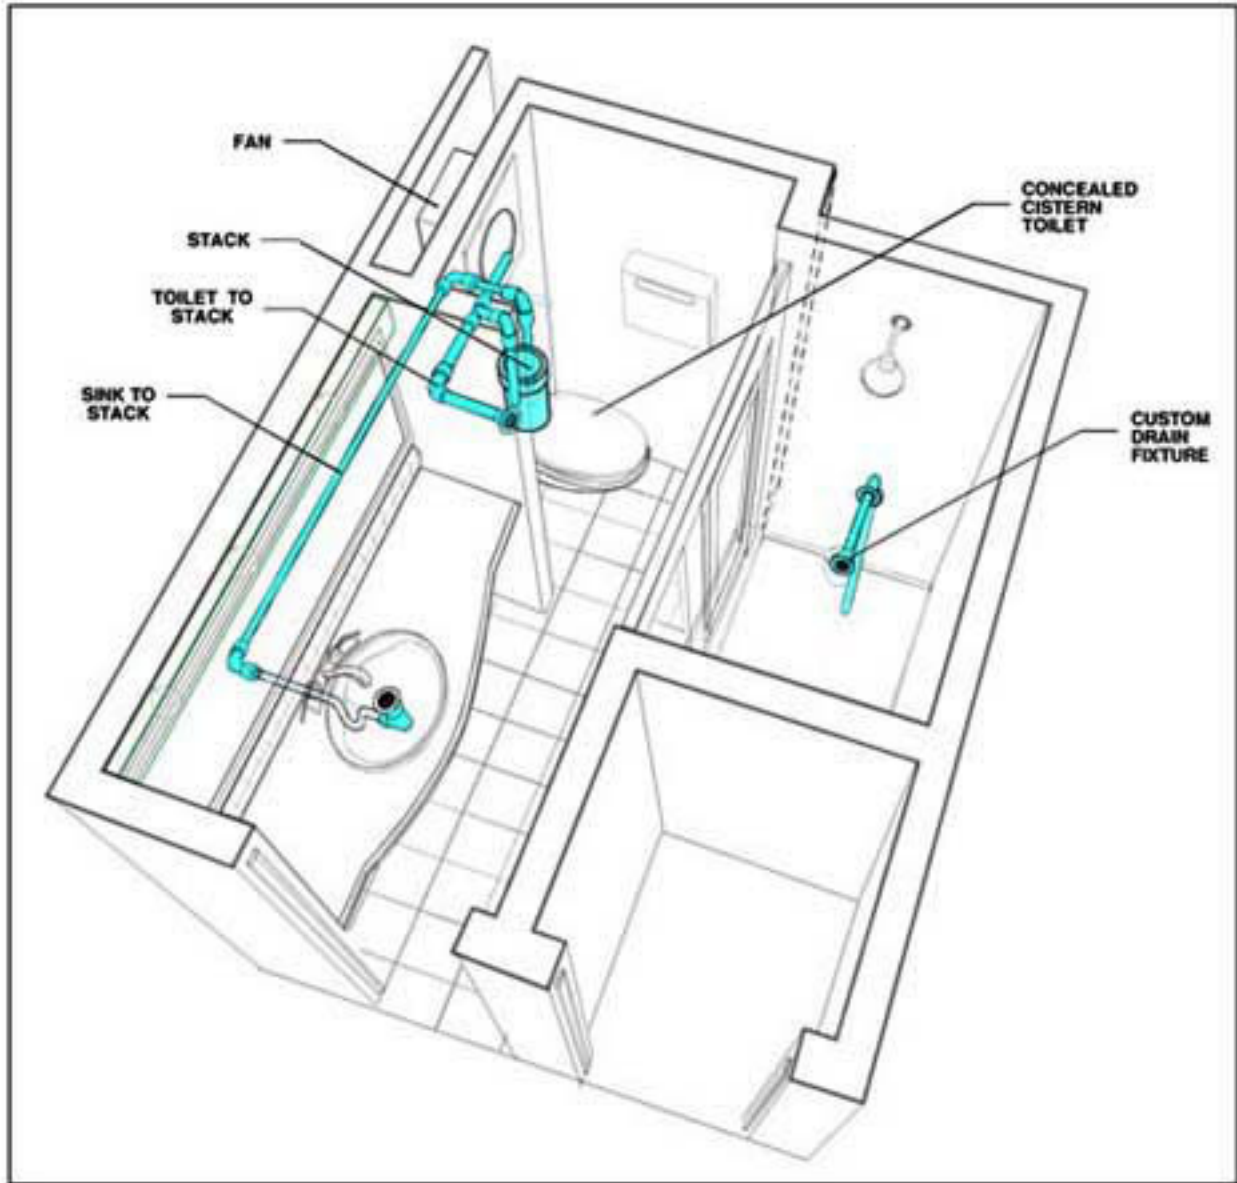 FAN
STACK
TOILET TO
STACK
SINK TO
STACK
CONCEALED
CISTERN
TOILET
CUSTOM
DRAIN
FIXTURE